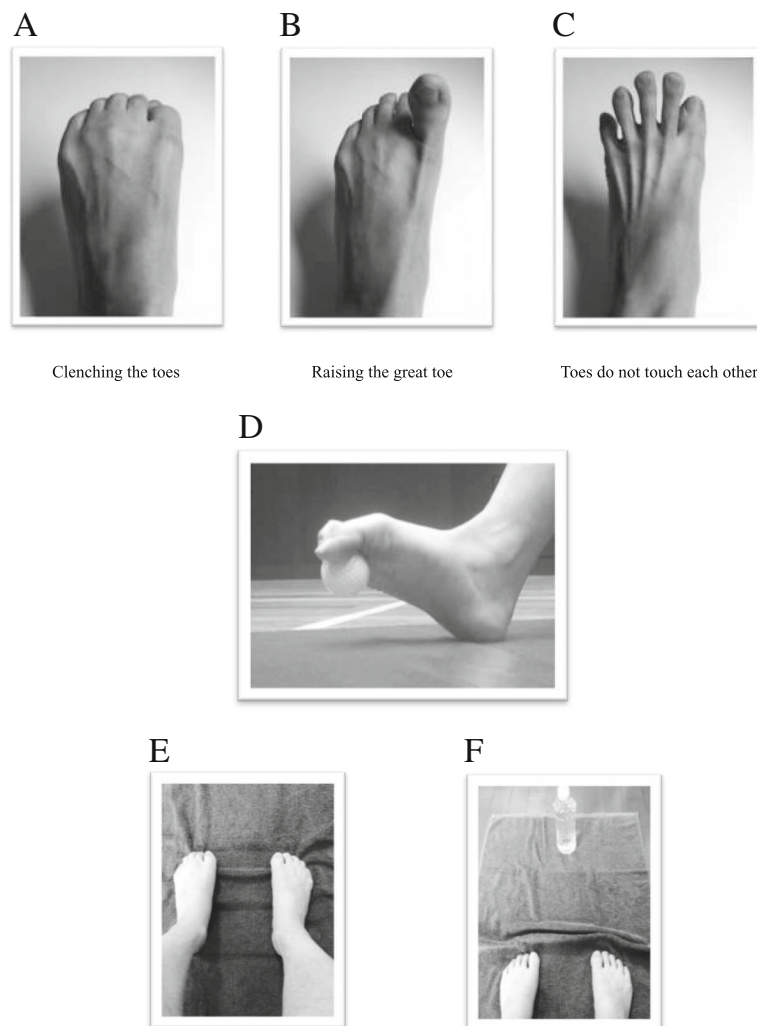 A
B
C
Clenching the toes
Raising the great toe
Toes do not touch each other
D
E
F